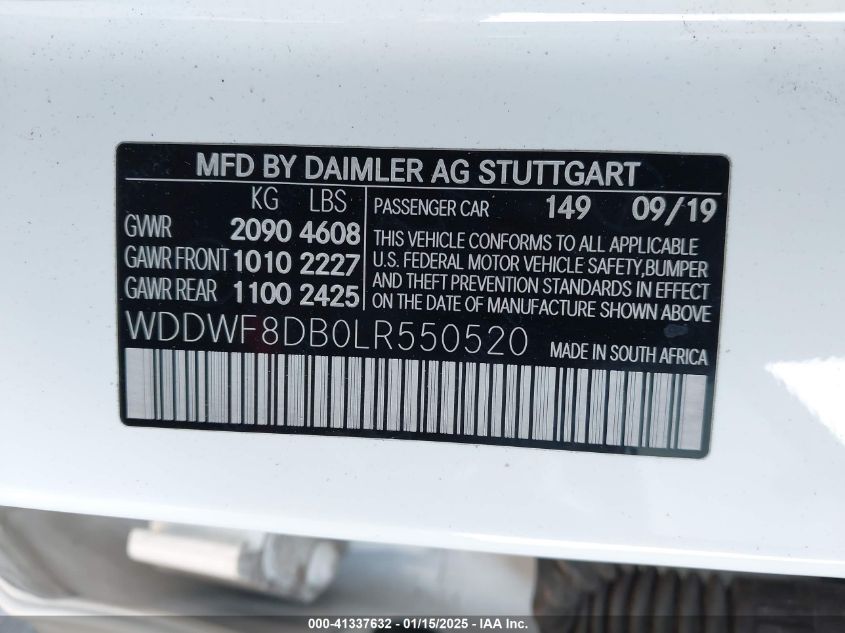 MFD BY DAIMLER AG STUTTGART
KG LBS
GVWR 2090 4608
GAWR FRONT 1010 2227
GAWR REAR 1100 2425
PASSENGER CAR 149 09/19
THIS VEHICLE CONFORMS TO ALL APPLICABLE
U.S. FEDERAL MOTOR VEHICLE SAFETY,BUMPER
AND THEFT PREVENTION STANDARDS IN EFFECT
ON THE DATE OF MANUFACTURE SHOWN ABOVE
WDDWF8DB0LR550520
MADE IN SOUTH AFRICA
000-41337632 - 01/15/2025 - IAA Inc.